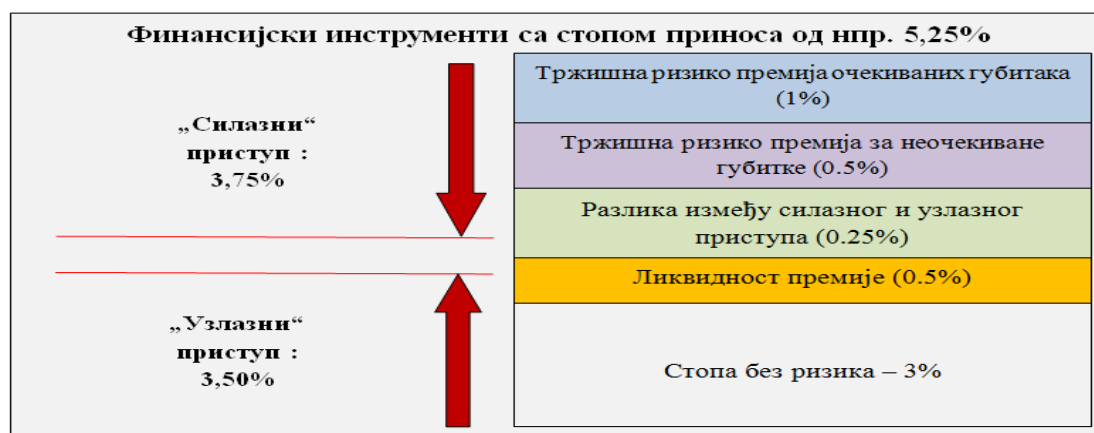 Финансијски инструменти са стопом приноса од нпр. 5,25%
„Силазни“
приступ :
3,75%
„Узлазни“
приступ :
3,50%
Тржишна ризико премија очекиваних губитака
(1%)
Тржишна ризико премија за неочекиване
губитке (0.5%)
Разлика између силазног и узлазног
приступа (0.25%)
Ликвидност премије (0.5%)
Стопа без ризика – 3%